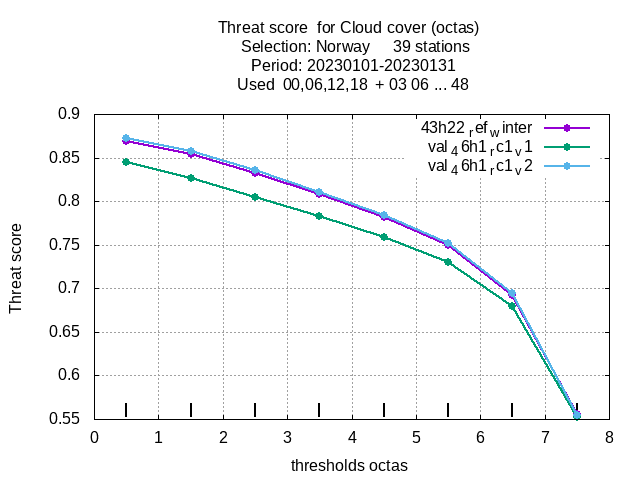 Threat score  for Cloud cover (octas)
Selection: Norway     39 stations
Period: 20230101-20230131
Used  00,06,12,18  + 03 06 ... 48
0.9
0.85
0.8
0.75
0.7
0.65
0.6
0.55
Threat score
43h22 ref winter
val 4 6h1 r c1 v 1
val 4 6h1 r c1 v 2
0 1 2 3 4 5 6 7 8
thresholds octas